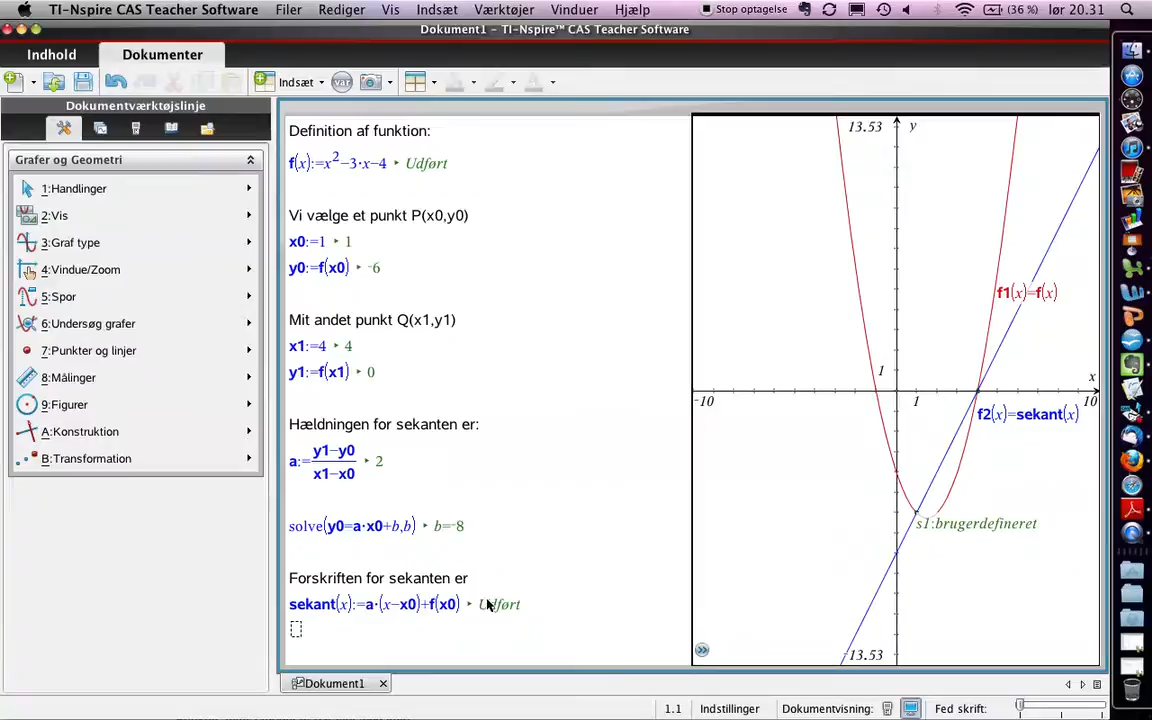 TI-Nspire CAS Teacher Software Filer Rediger Vis Indsæt Værktøjer Vinduer Hjælp Stop optagelse (36 %) lør 20.31
Dokument1 - TI-Nspire™ CAS Teacher Software
Indhold Dokumenter
Indsæt var
Dokumentværktøjslinje
Grafer og Geometri
1:Handlinger
2:Vis
3:Graf type
4:Vindue/Zoom
5:Spor
6:Undersøg grafer
7:Punkter og linjer
8:Målinger
9:Figurer
A:Konstruktion
B:Transformation
Definition af funktion:
f(x):=x²−3·x−4 ▸ Udført
Vi vælge et punkt P(x0,y0)
x0:=1 ▸ 1
y0:=f(x0) ▸ -6
Mit andet punkt Q(x1,y1)
x1:=4 ▸ 4
y1:=f(x1) ▸ 0
Hældningen for sekanten er:
a:=(y1−y0)/(x1−x0) ▸ 2
solve(y0=a·x0+b,b) ▸ b=-8
Forskriften for sekanten er
sekant(x):=a·(x−x0)+f(x0) ▸ Udført
13.53 y
f1(x)=f(x)
1 x
-10 1 10
f2(x)=sekant(x)
s1:brugerdefineret
-13.53
Dokument1
1.1 Indstillinger Dokumentvisning: Fed skrift: